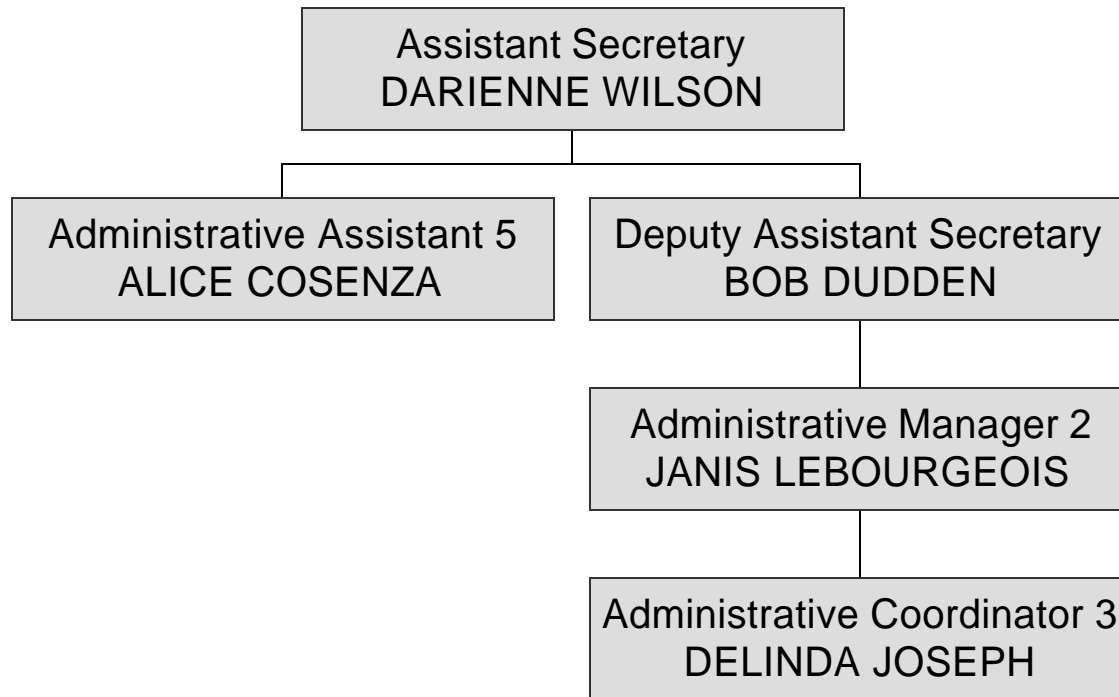 Assistant Secretary
DARIENNE WILSON
Administrative Assistant 5
ALICE COSENZA
Deputy Assistant Secretary
BOB DUDDEN
Administrative Manager 2
JANIS LEBOURGEOIS
Administrative Coordinator 3
DELINDA JOSEPH